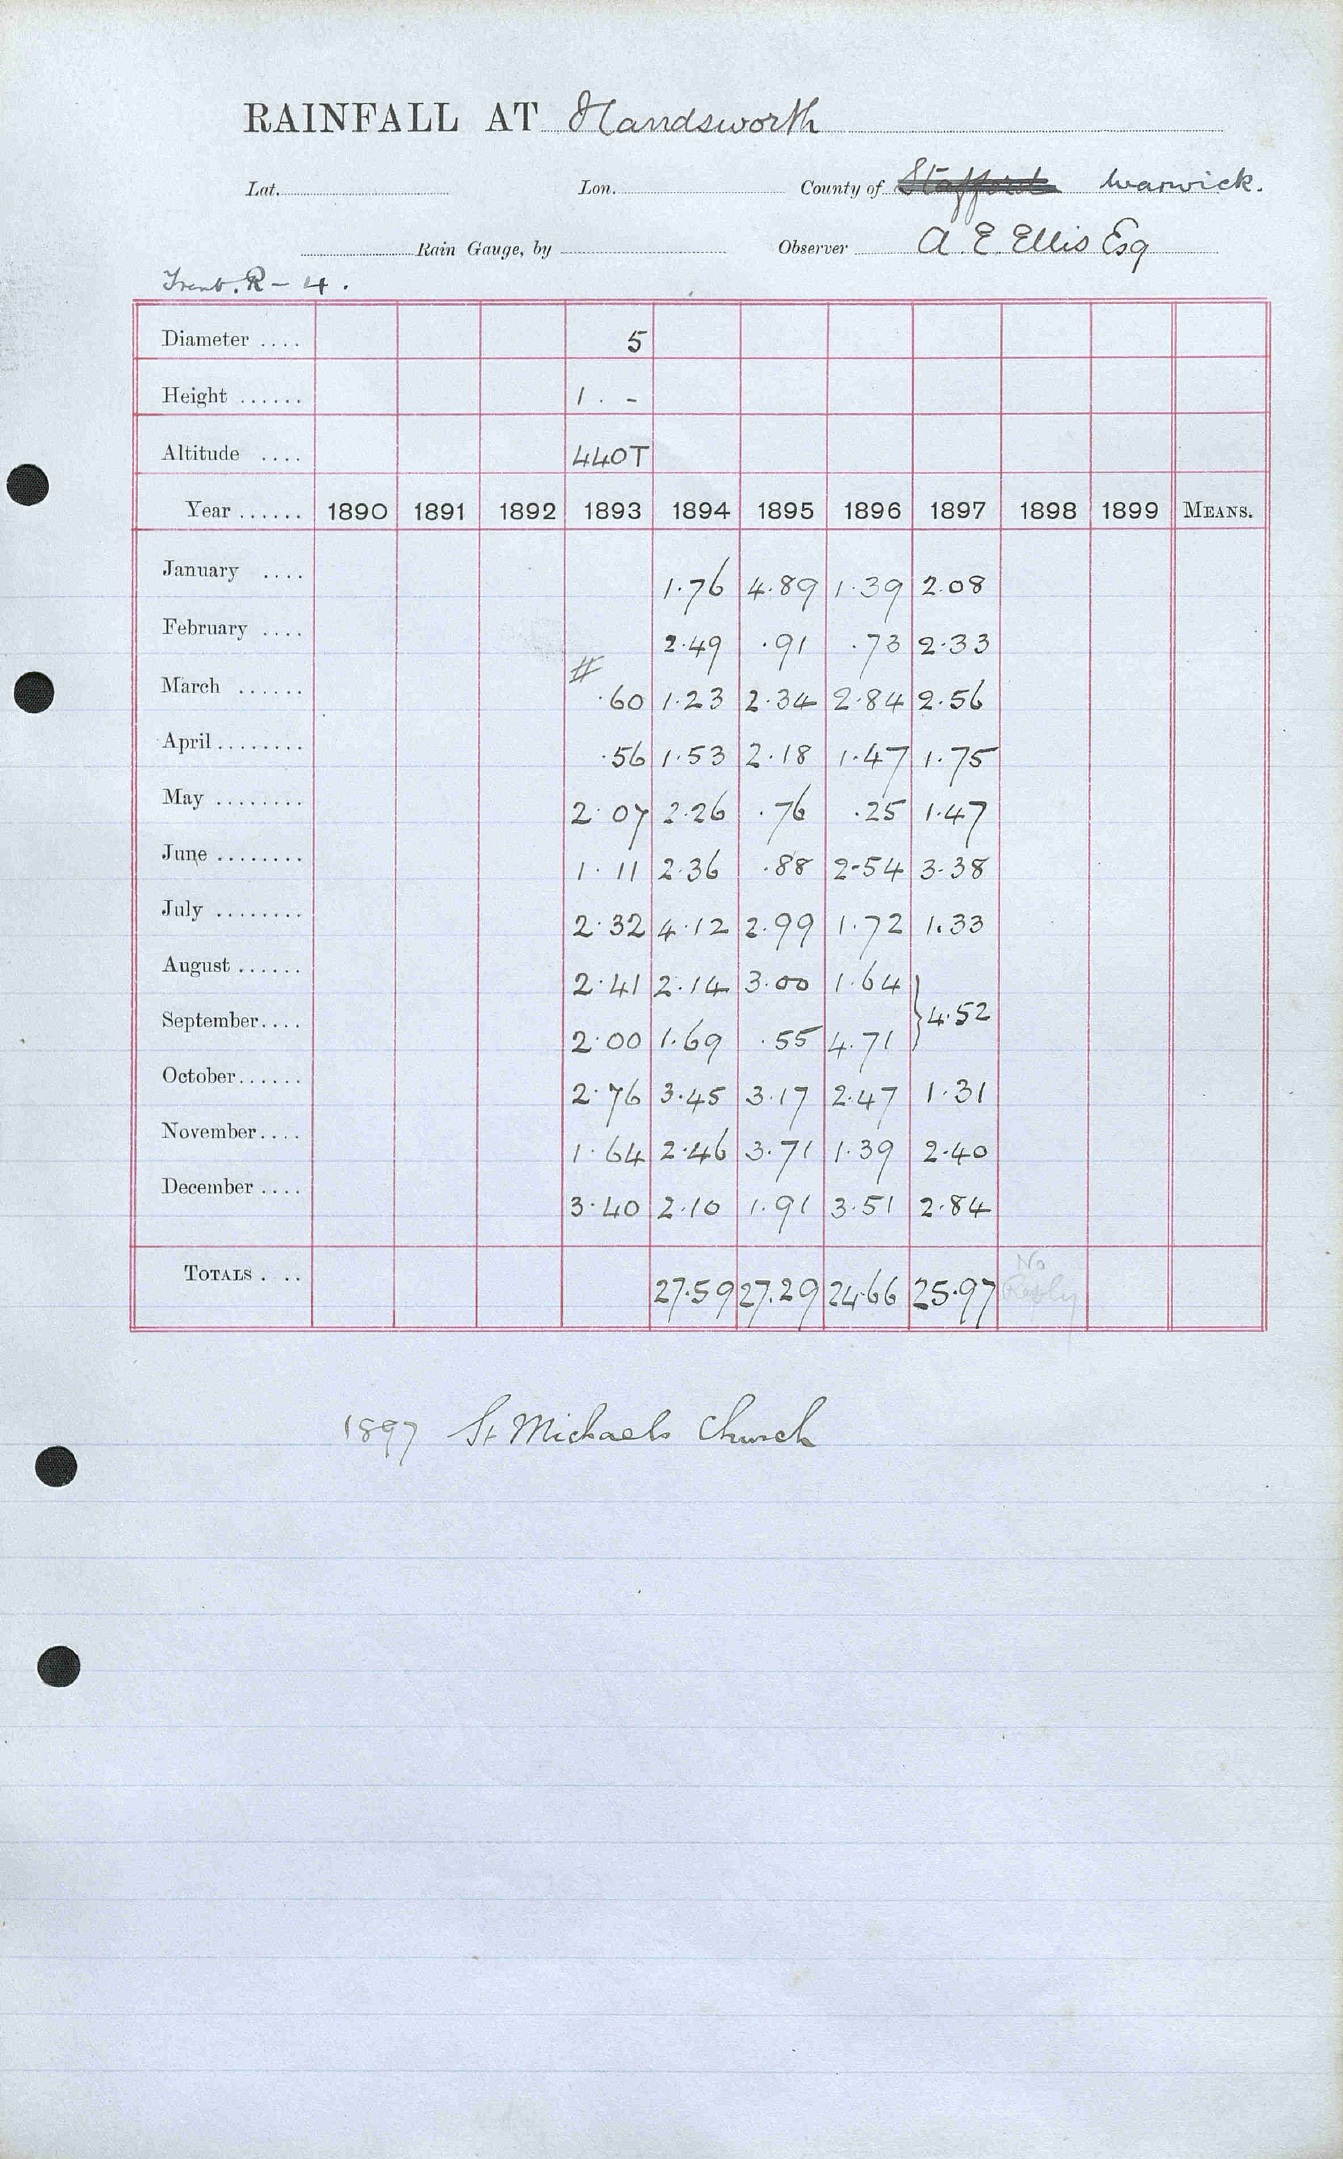 RAINFALL AT Handsworth
Lat. Lon. County of Stafford Warwick.
Rain Gauge, by Observer A. E. Ellis Esq
Trent. R - 4.
Diameter .... 5
Height ...... 1 . -
Altitude .... 440T
Year ...... 1890 1891 1892 1893 1894 1895 1896 1897 1898 1899 MEANS.
January .... 1.76 4.89 1.39 2.08
February .... 2.49 .91 .73 2.33
#
March ...... .60 1.23 2.34 2.84 2.56
April ........ .56 1.53 2.18 1.47 1.75
May ........ 2.07 2.26 .76 .25 1.47
June ........ 1.11 2.36 .88 2.54 3.38
July ........ 2.32 4.12 2.99 1.72 1.33
August ...... 2.41 2.14 3.00 1.64
} 4.52
September .... 2.00 1.69 .55 4.71
October ...... 2.76 3.45 3.17 2.47 1.31
November .... 1.64 2.46 3.71 1.39 2.40
December .... 3.40 2.10 1.91 3.51 2.84
TOTALS . .. 27.59 27.29 24.66 25.97 No Reply
1897 St Michaels Church